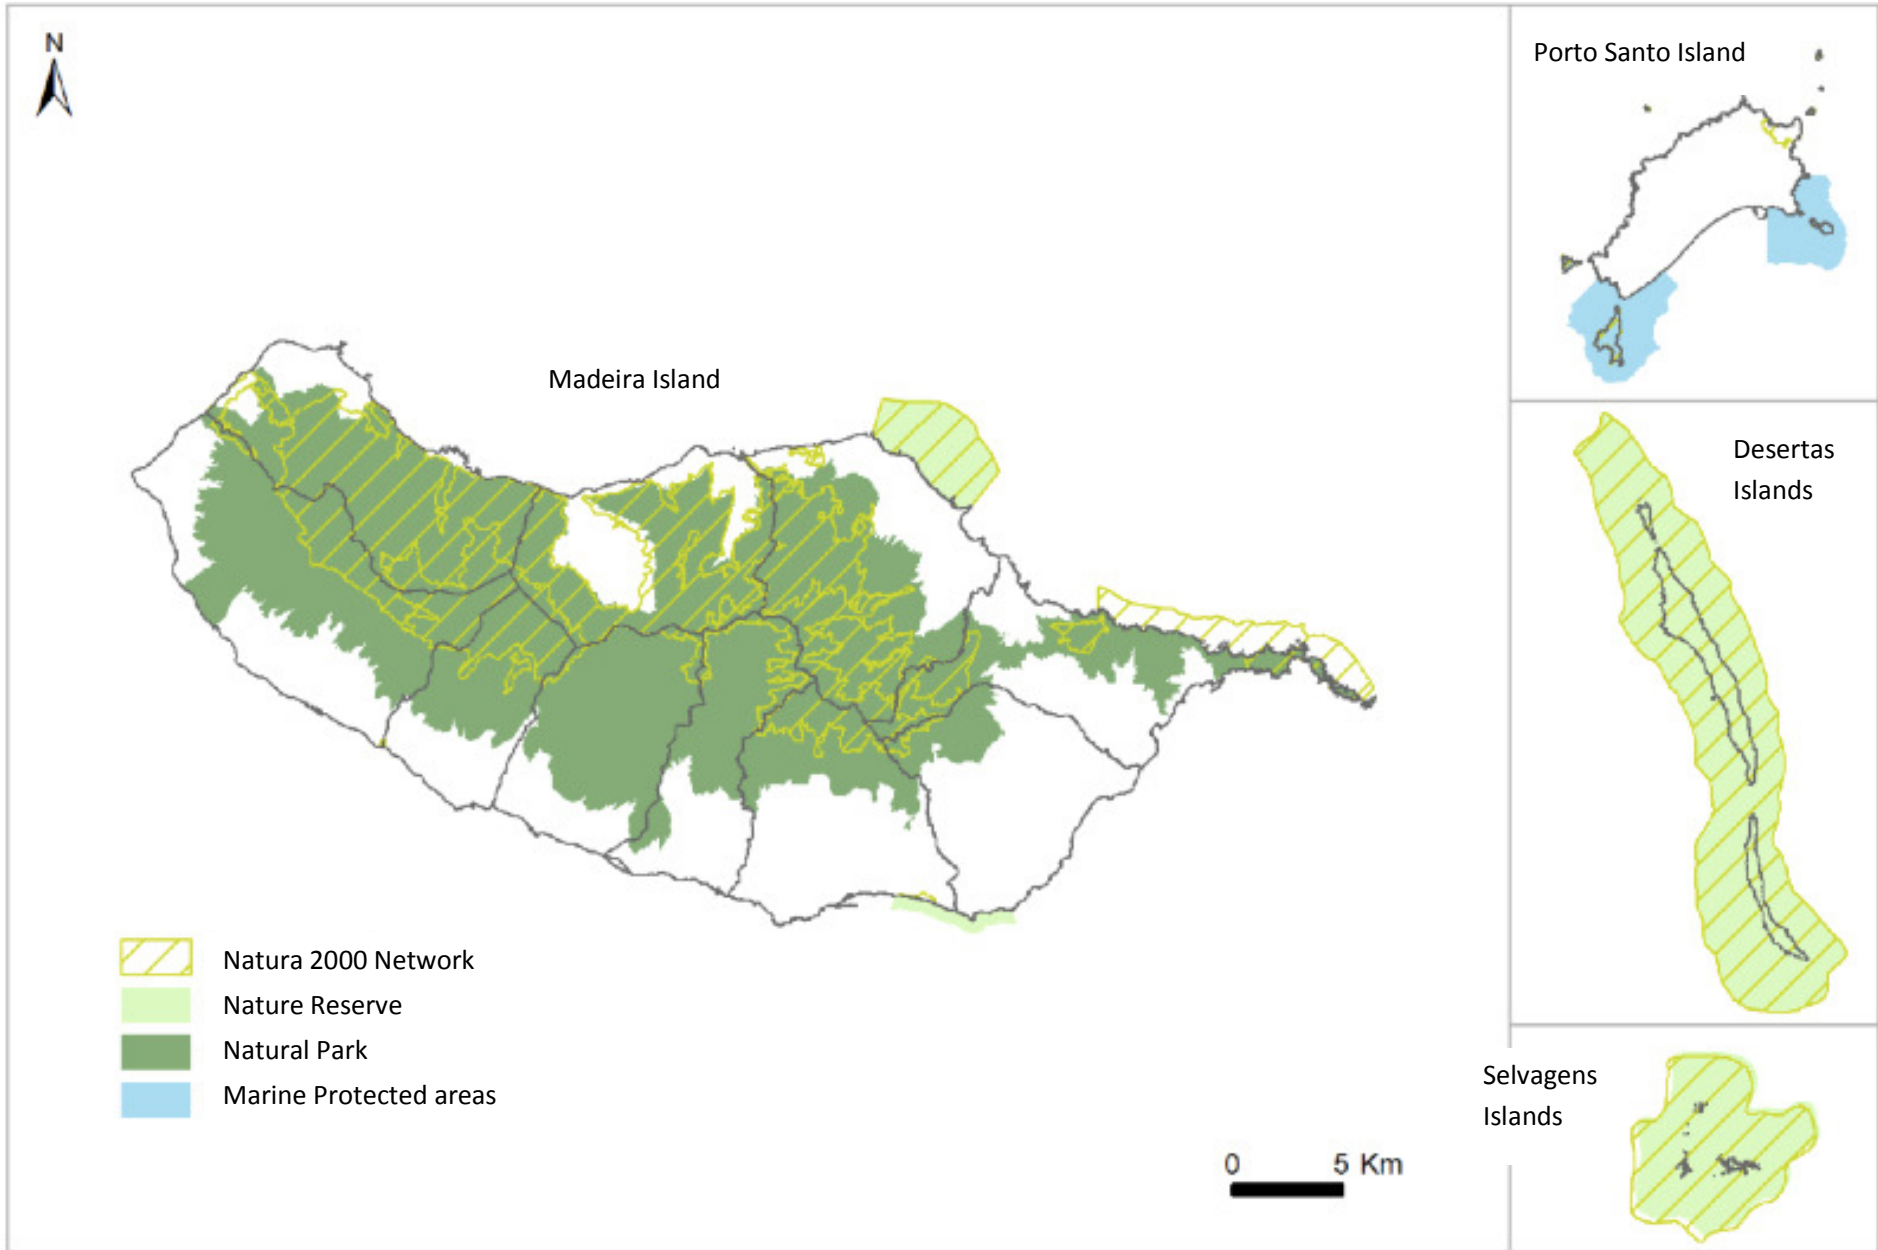 N
Porto Santo Island
Madeira Island
Desertas
Islands
Natura 2000 Network
Nature Reserve
Natural Park
Marine Protected areas
Selvagens
Islands
0 5 Km